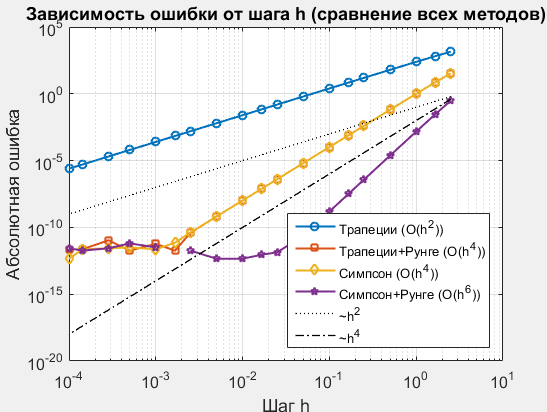 Зависимость ошибки от шага h (сравнение всех методов)
10^5
10^0
10^-5
10^-10
10^-15
10^-20
Абсолютная ошибка
Трапеции (O(h^2))
Трапеции+Рунге (O(h^4))
Симпсон (O(h^4))
Симпсон+Рунге (O(h^6))
~h^2
~h^4
10^-4
10^-3
10^-2
10^-1
10^0
10^1
Шаг h